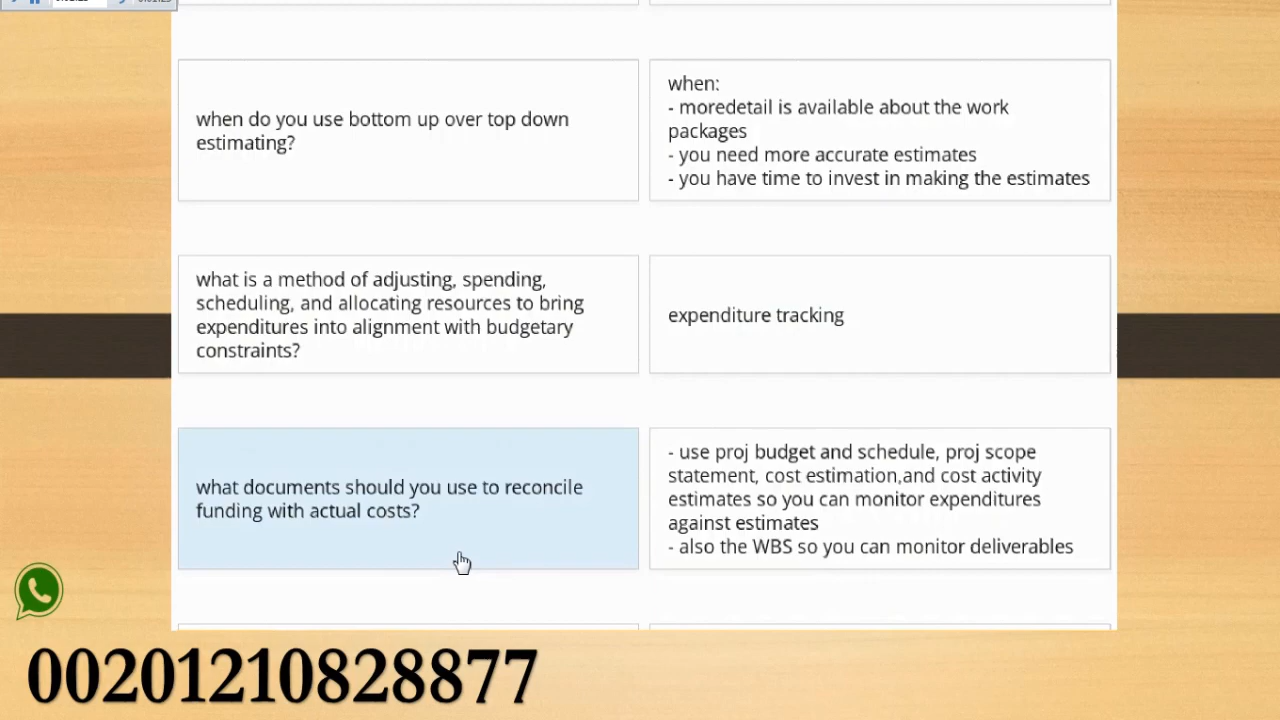 when do you use bottom up over top down
estimating?
when:
- moredetail is available about the work
packages
- you need more accurate estimates
- you have time to invest in making the estimates
what is a method of adjusting, spending,
scheduling, and allocating resources to bring
expenditures into alignment with budgetary
constraints?
expenditure tracking
what documents should you use to reconcile
funding with actual costs?
- use proj budget and schedule, proj scope
statement, cost estimation,and cost activity
estimates so you can monitor expenditures
against estimates
- also the WBS so you can monitor deliverables
00201210828877